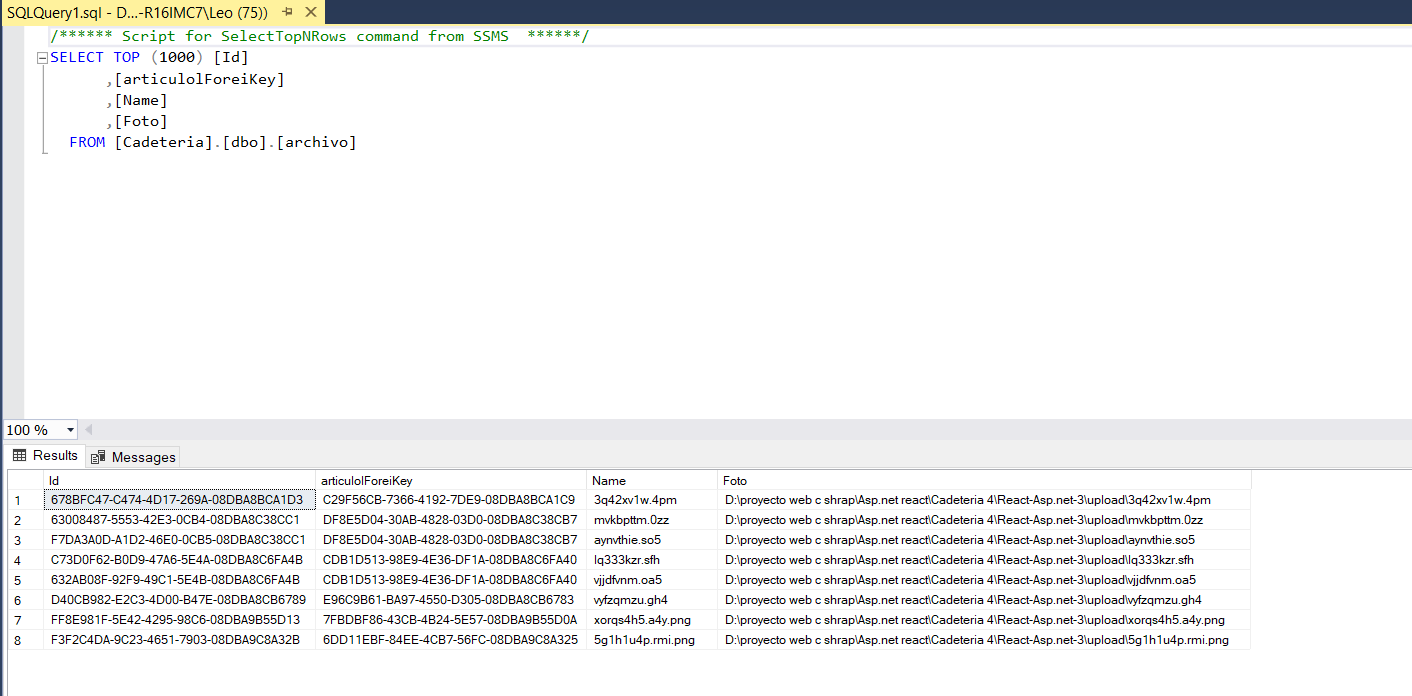 SQLQuery1.sql - D...-R16IMC7\Leo (75))
/****** Script for SelectTopNRows command from SSMS  ******/
SELECT TOP (1000) [Id]
,[articulolForeiKey]
,[Name]
,[Foto]
FROM [Cadeteria].[dbo].[archivo]
100 %
Results Messages
Id articulolForeiKey Name Foto
1 678BFC47-C474-4D17-269A-08DBA8BCA1D3 C29F56CB-7366-4192-7DE9-08DBA8BCA1C9 3q42xv1w.4pm D:\proyecto web c shrap\Asp.net react\Cadeteria 4\React-Asp.net-3\upload\3q42xv1w.4pm
2 63008487-5553-42E3-0CB4-08DBA8C38CC1 DF8E5D04-30AB-4828-03D0-08DBA8C38CB7 mvkbpttm.0zz D:\proyecto web c shrap\Asp.net react\Cadeteria 4\React-Asp.net-3\upload\mvkbpttm.0zz
3 F7DA3A0D-A1D2-46E0-0CB5-08DBA8C38CC1 DF8E5D04-30AB-4828-03D0-08DBA8C38CB7 aynvthie.so5 D:\proyecto web c shrap\Asp.net react\Cadeteria 4\React-Asp.net-3\upload\aynvthie.so5
4 C73D0F62-B0D9-47A6-5E4A-08DBA8C6FA4B CDB1D513-98E9-4E36-DF1A-08DBA8C6FA40 lq333kzr.sfh D:\proyecto web c shrap\Asp.net react\Cadeteria 4\React-Asp.net-3\upload\lq333kzr.sfh
5 632AB08F-92F9-49C1-5E4B-08DBA8C6FA4B CDB1D513-98E9-4E36-DF1A-08DBA8C6FA40 vjjdfvnm.oa5 D:\proyecto web c shrap\Asp.net react\Cadeteria 4\React-Asp.net-3\upload\vjjdfvnm.oa5
6 D40CB982-E2C3-4D00-B47E-08DBA8CB6789 E96C9B61-BA97-4550-D305-08DBA8CB6783 vyfzqmzu.gh4 D:\proyecto web c shrap\Asp.net react\Cadeteria 4\React-Asp.net-3\upload\vyfzqmzu.gh4
7 FF8E981F-5E42-4295-98C6-08DBA9B55D13 7FBDBF86-43CB-4B24-5E57-08DBA9B55D0A xorqs4h5.a4y.png D:\proyecto web c shrap\Asp.net react\Cadeteria 4\React-Asp.net-3\upload\xorqs4h5.a4y.png
8 F3F2C4DA-9C23-4651-7903-08DBA9C8A32B 6DD11EBF-84EE-4CB7-56FC-08DBA9C8A325 5g1h1u4p.rmi.png D:\proyecto web c shrap\Asp.net react\Cadeteria 4\React-Asp.net-3\upload\5g1h1u4p.rmi.png